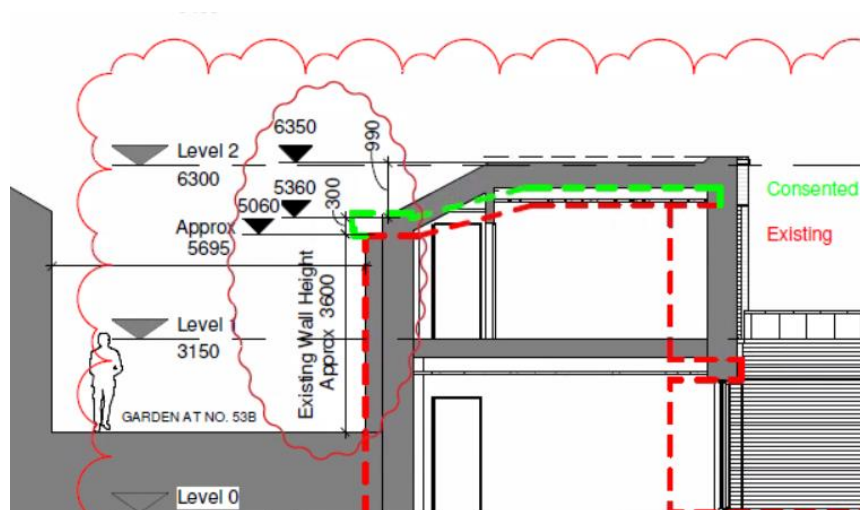 6350
990
Level 2
6300
5360
5060
300
Consented
Approx
5695
Existing
Existing Wall Height
Approx 3600
Level 1
3150
GARDEN AT NO. 53B
Level 0